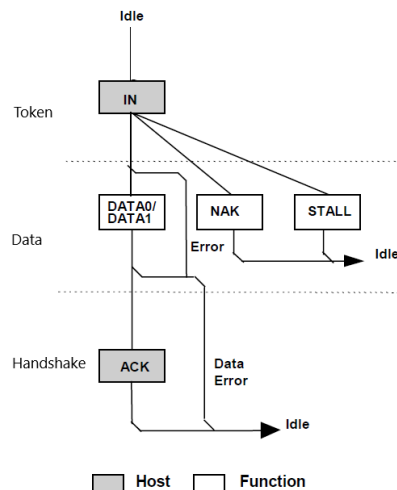 Idle
IN
Token
DATA0/
DATA1
NAK
STALL
Data
Error
Idle
Handshake
ACK
Data
Error
Idle
Host
Function